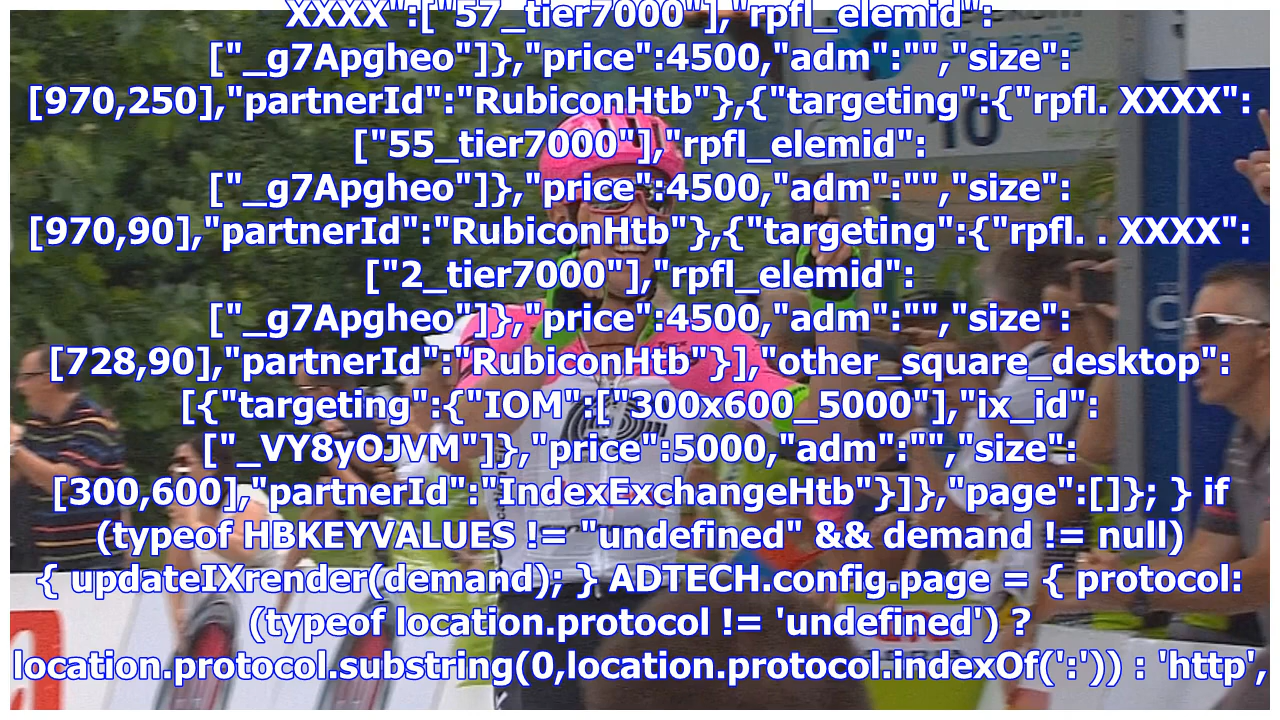 XXXX":["57_tier7000"],"rpfl_elemid":
["_g7Apgheo"]},"price":4500,"adm":"","size":
[970,250],"partnerId":"RubiconHtb"},{"targeting":{"rpfl. XXXX":
["55_tier7000"],"rpfl_elemid":
["_g7Apgheo"]},"price":4500,"adm":"","size":
[970,90],"partnerId":"RubiconHtb"},{"targeting":{"rpfl. . XXXX":
["2_tier7000"],"rpfl_elemid":
["_g7Apgheo"]},"price":4500,"adm":"","size":
[728,90],"partnerId":"RubiconHtb"}],"other_square_desktop":
[{"targeting":{"IOM":["300x600_5000"],"ix_id":
["_VY8yOJVM"]},"price":5000,"adm":"","size":
[300,600],"partnerId":"IndexExchangeHtb"}]},"page":[]}; } if
(typeof HBKEYVALUES != "undefined" && demand != null)
{ updateIXrender(demand); } ADTECH.config.page = { protocol:
(typeof location.protocol != 'undefined') ?
location.protocol.substring(0,location.protocol.indexOf(':')) : 'http',
10